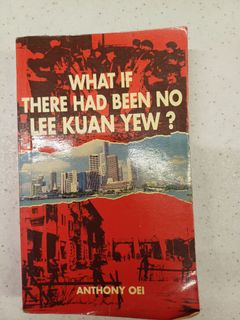 WHAT IF
THERE HAD BEEN NO
LEE KUAN YEW ?
ANTHONY OEI